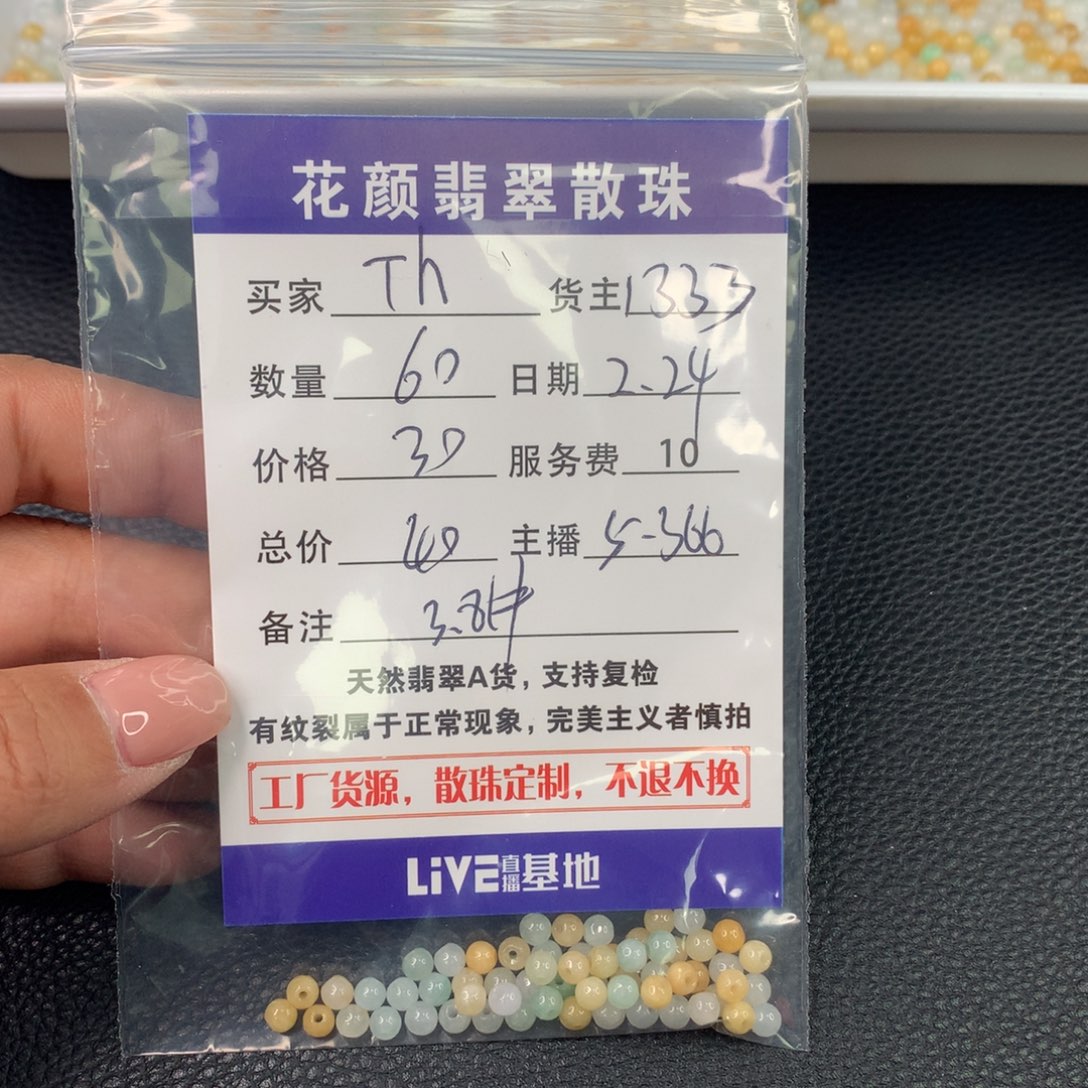 花颜翡翠散珠
买家 Th 货主 1333
数量 60 日期 2.24
价格 30 服务费 10
总价 40 主播 5-366
备注 3.8
天然翡翠A货，支持复检
有纹裂属于正常现象，完美主义者慎拍
工厂货源，散珠定制，不退不换
LiVE直播基地